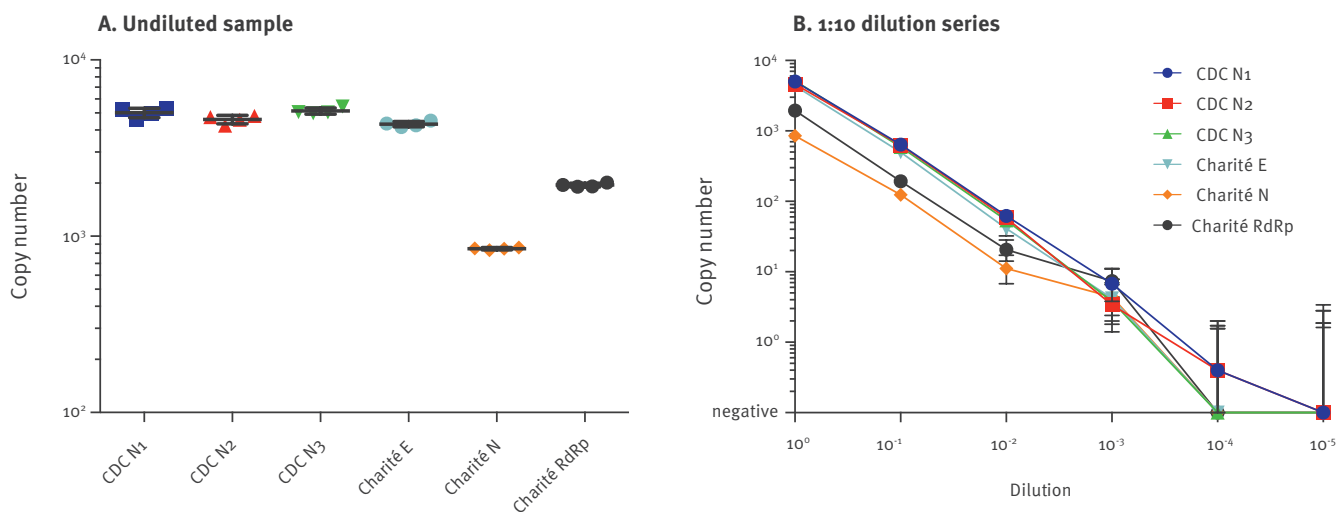 A. Undiluted sample
Copy number
10⁴
10³
10²
CDC N1
CDC N2
CDC N3
Charité E
Charité N
Charité RdRp
B. 1:10 dilution series
Copy number
10⁴
10³
10²
10¹
10⁰
negative
10⁰
10⁻¹
10⁻²
10⁻³
10⁻⁴
10⁻⁵
Dilution
CDC N1
CDC N2
CDC N3
Charité E
Charité N
Charité RdRp